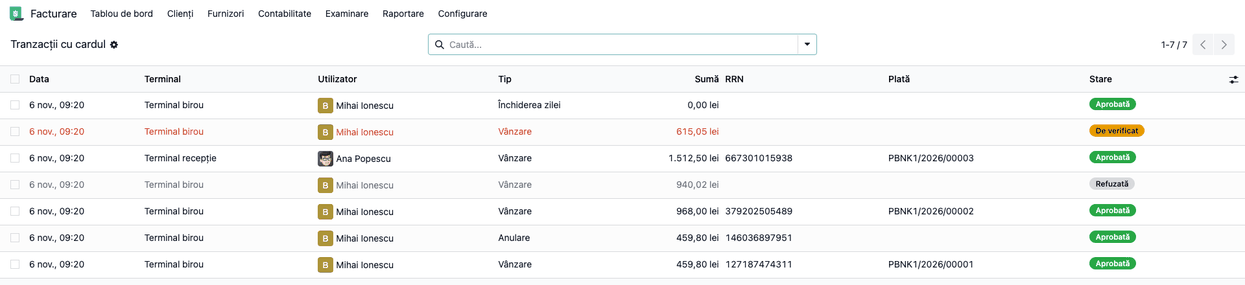 Facturare Tablou de bord Clienți Furnizori Contabilitate Examinare Raportare Configurare
Tranzacții cu cardul Caută... 1-7 / 7
Data Terminal Utilizator Tip Sumă RRN Plată Stare
6 nov., 09:20 Terminal birou B Mihai Ionescu Închiderea zilei 0,00 lei Aprobată
6 nov., 09:20 Terminal birou B Mihai Ionescu Vânzare 615,05 lei De verificat
6 nov., 09:20 Terminal recepție Ana Popescu Vânzare 1.512,50 lei 667301015938 PBNK1/2026/00003 Aprobată
6 nov., 09:20 Terminal birou B Mihai Ionescu Vânzare 940,02 lei Refuzată
6 nov., 09:20 Terminal birou B Mihai Ionescu Vânzare 968,00 lei 379202505489 PBNK1/2026/00002 Aprobată
6 nov., 09:20 Terminal birou B Mihai Ionescu Anulare 459,80 lei 146036897951 Aprobată
6 nov., 09:20 Terminal birou B Mihai Ionescu Vânzare 459,80 lei 127187474311 PBNK1/2026/00001 Aprobată